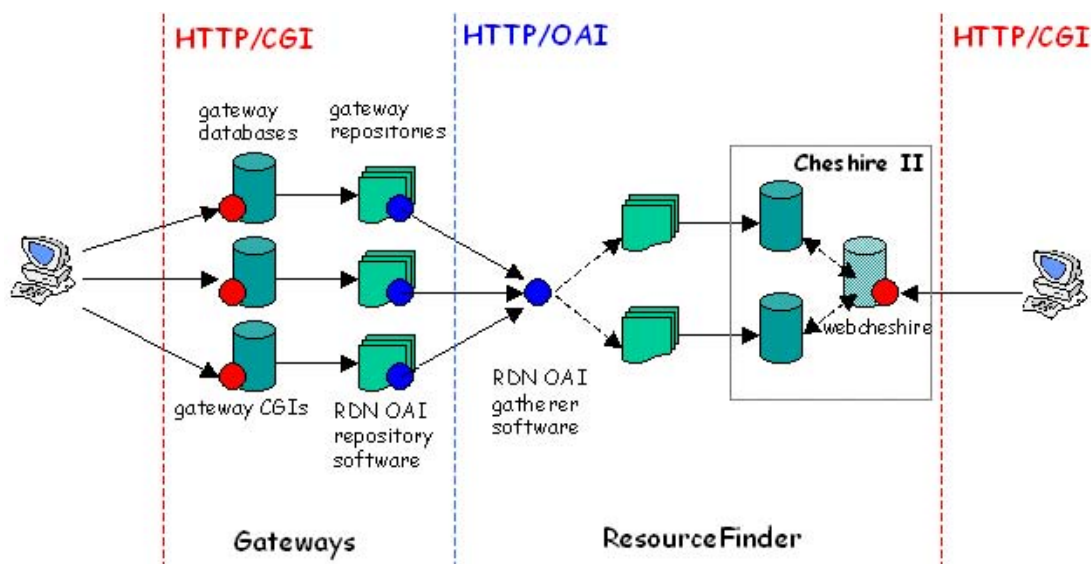 HTTP/CGI
HTTP/OAI
HTTP/CGI
gateway
databases
gateway
repositories
Cheshire II
webcheshire
gateway CGIs
RDN OAI
repository
software
RDN OAI
gatherer
software
Gateways
ResourceFinder